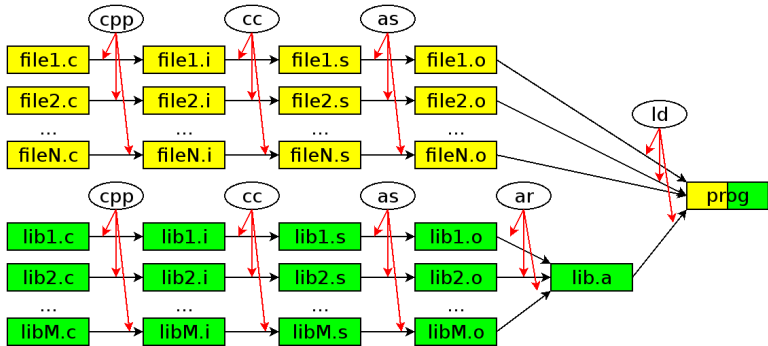 cpp cc as
file1.c file1.i file1.s file1.o
file2.c file2.i file2.s file2.o
ld
... ... ... ...
fileN.c fileN.i fileN.s fileN.o
cpp cc as ar prog
lib1.c lib1.i lib1.s lib1.o
lib2.c lib2.i lib2.s lib2.o lib.a
... ... ... ...
libM.c libM.i libM.s libM.o